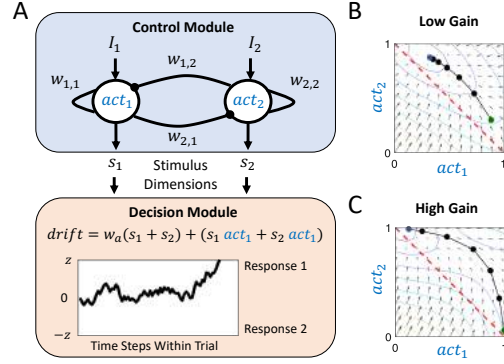 A
Control Module
I1 I2
w1,1 w1,2 w2,2
act1 act2
w2,1
s1 Stimulus s2
Dimensions
Decision Module
drift = wa(s1 + s2) + (s1 act1 + s2 act1)
z Response 1
0
−z Response 2
Time Steps Within Trial
B
Low Gain
1
act2
0
0 act1 1
C
High Gain
1
act2
0
0 act1 1